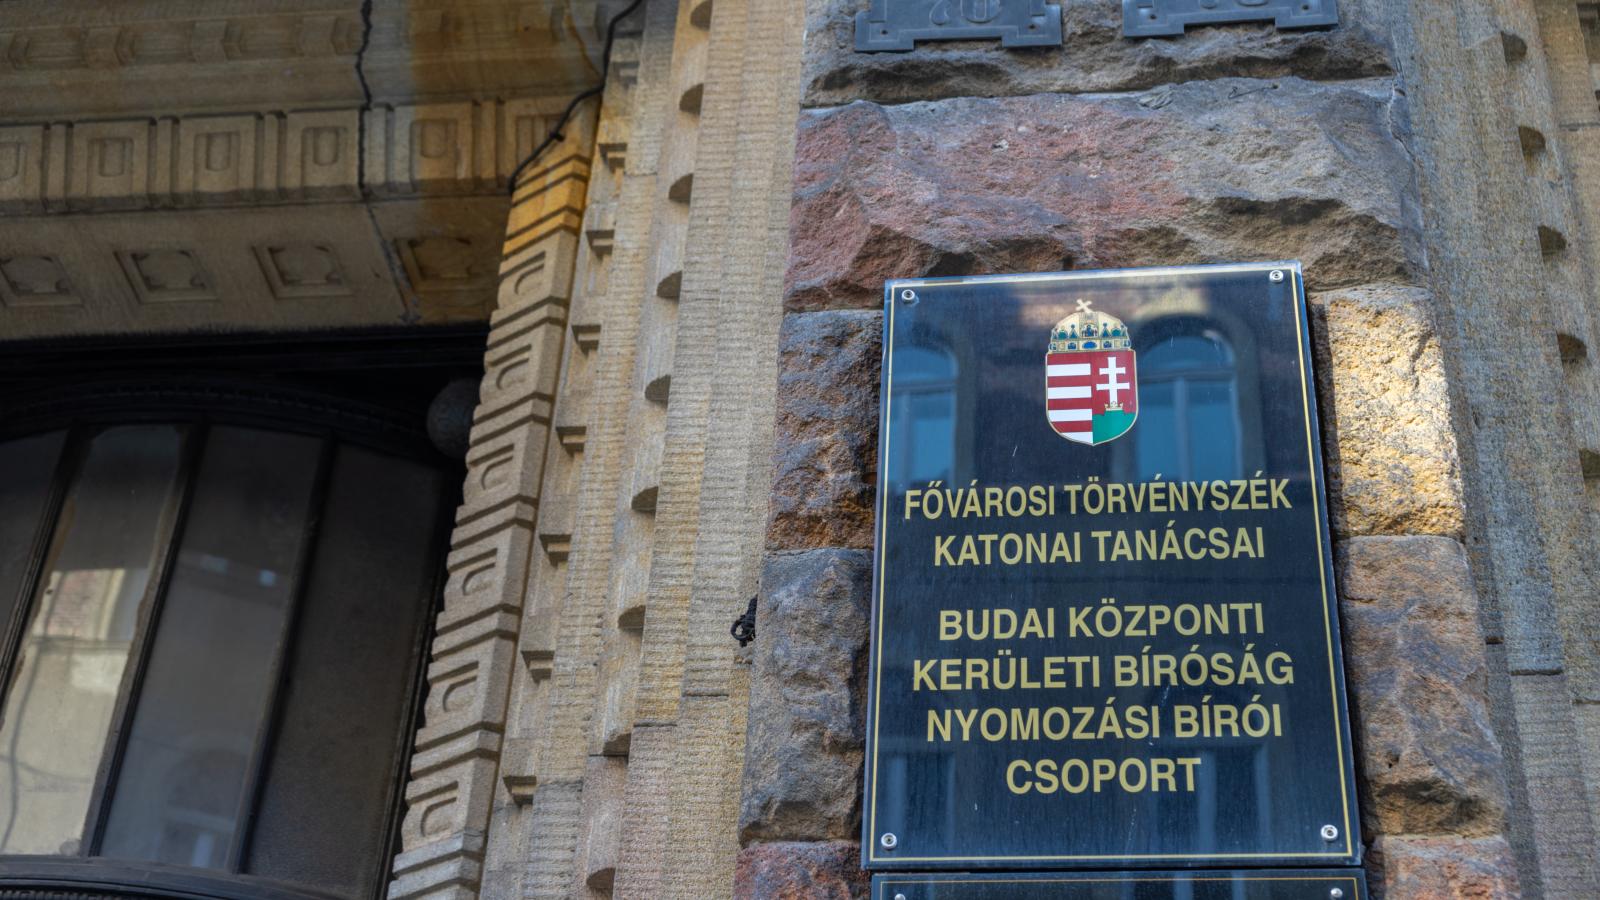 FŐVÁROSI TÖRVÉNYSZÉK
KATONAI TANÁCSAI
BUDAI KÖZPONTI
KERÜLETI BÍRÓSÁG
NYOMOZÁSI BÍRÓI
CSOPORT